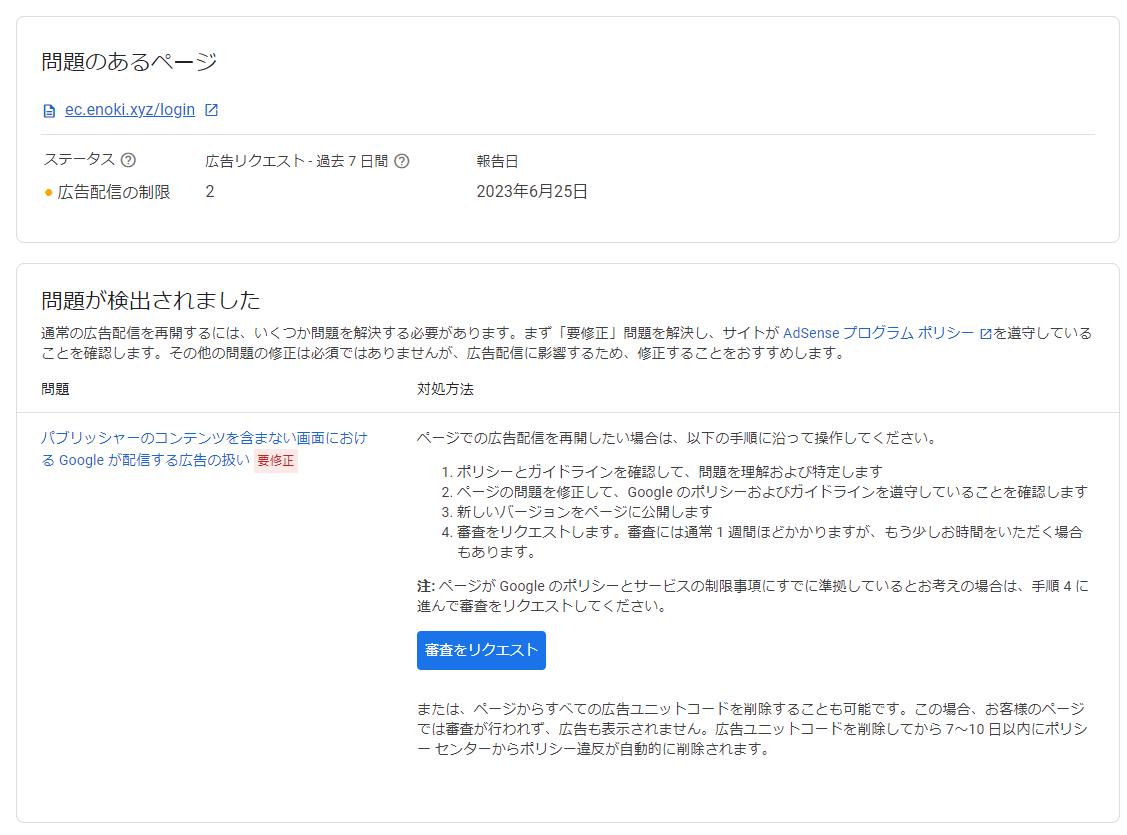 問題のあるページ
ec.enoki.xyz/login
ステータス 広告リクエスト - 過去 7 日間 報告日
広告配信の制限 2 2023年6月25日
問題が検出されました
通常の広告配信を再開するには、いくつか問題を解決する必要があります。まず「要修正」問題を解決し、サイトが AdSense プログラム ポリシー を遵守している
ことを確認します。その他の問題の修正は必須ではありませんが、広告配信に影響するため、修正することをおすすめします。
問題 対処方法
パブリッシャーのコンテンツを含まない画面におけ
る Google が配信する広告の扱い 要修正
ページでの広告配信を再開したい場合は、以下の手順に沿って操作してください。
1. ポリシーとガイドラインを確認して、問題を理解および特定します
2. ページの問題を修正して、Google のポリシーおよびガイドラインを遵守していることを確認します
3. 新しいバージョンをページに公開します
4. 審査をリクエストします。審査には通常 1 週間ほどかかりますが、もう少しお時間をいただく場合
もあります。
注: ページが Google のポリシーとサービスの制限事項にすでに準拠しているとお考えの場合は、手順 4 に
進んで審査をリクエストしてください。
審査をリクエスト
または、ページからすべての広告ユニットコードを削除することも可能です。この場合、お客様のページ
では審査が行われず、広告も表示されません。広告ユニットコードを削除してから 7～10 日以内にポリシ
ー センターからポリシー違反が自動的に削除されます。